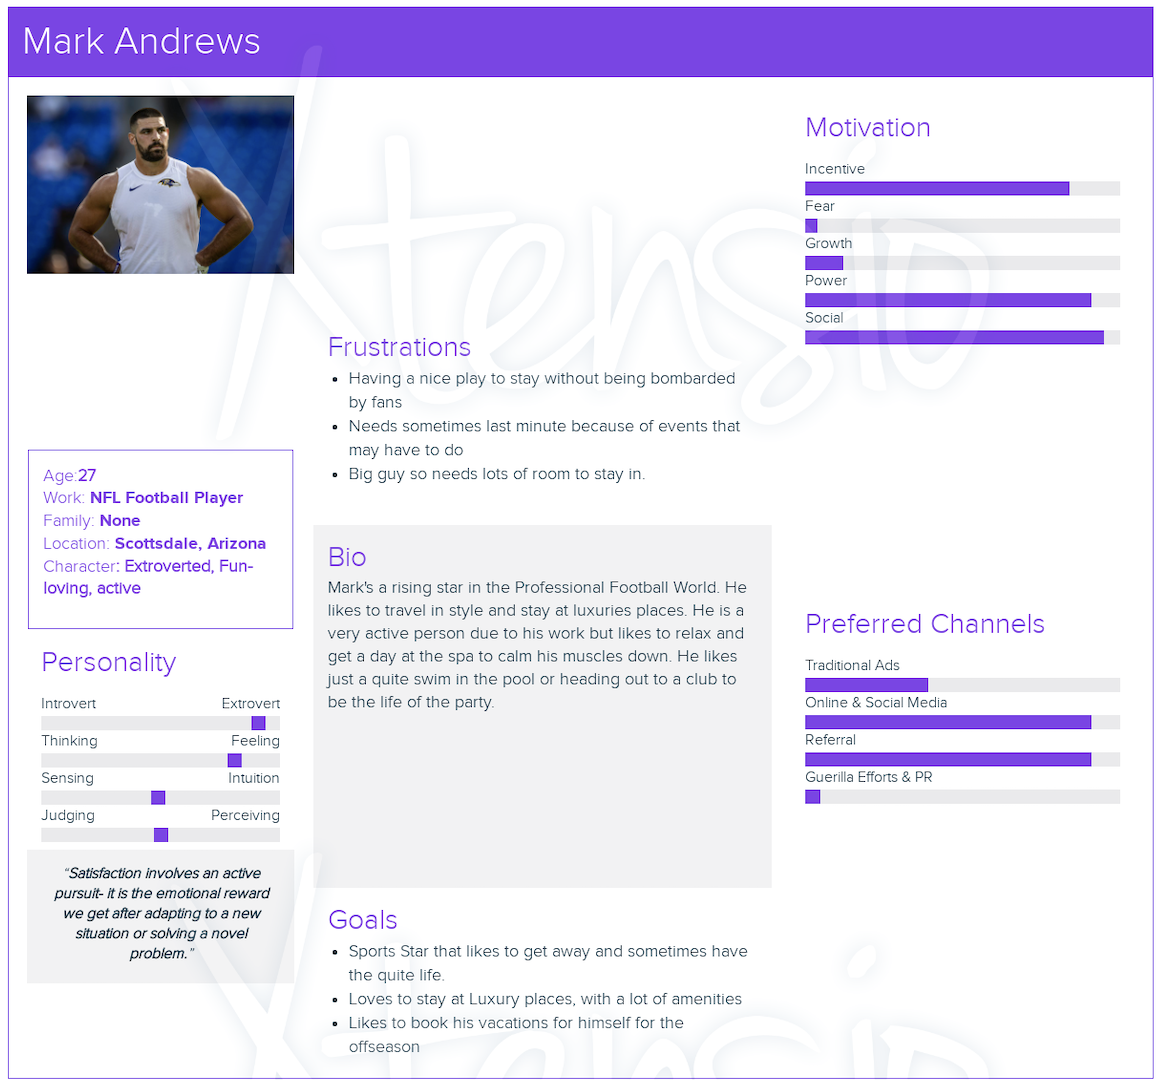 Mark Andrews
Age:27
Work: NFL Football Player
Family: None
Location: Scottsdale, Arizona
Character: Extroverted, Fun-
loving, active
Personality
Introvert Extrovert
Thinking Feeling
Sensing Intuition
Judging Perceiving
“Satisfaction involves an active
pursuit- it is the emotional reward
we get after adapting to a new
situation or solving a novel
problem.”
Frustrations
• Having a nice play to stay without being bombarded
by fans
• Needs sometimes last minute because of events that
may have to do
• Big guy so needs lots of room to stay in.
Bio
Mark's a rising star in the Professional Football World. He
likes to travel in style and stay at luxuries places. He is a
very active person due to his work but likes to relax and
get a day at the spa to calm his muscles down. He likes
just a quite swim in the pool or heading out to a club to
be the life of the party.
Goals
• Sports Star that likes to get away and sometimes have
the quite life.
• Loves to stay at Luxury places, with a lot of amenities
• Likes to book his vacations for himself for the
offseason
Motivation
Incentive
Fear
Growth
Power
Social
Preferred Channels
Traditional Ads
Online & Social Media
Referral
Guerilla Efforts & PR
Xtensio
Xtensio